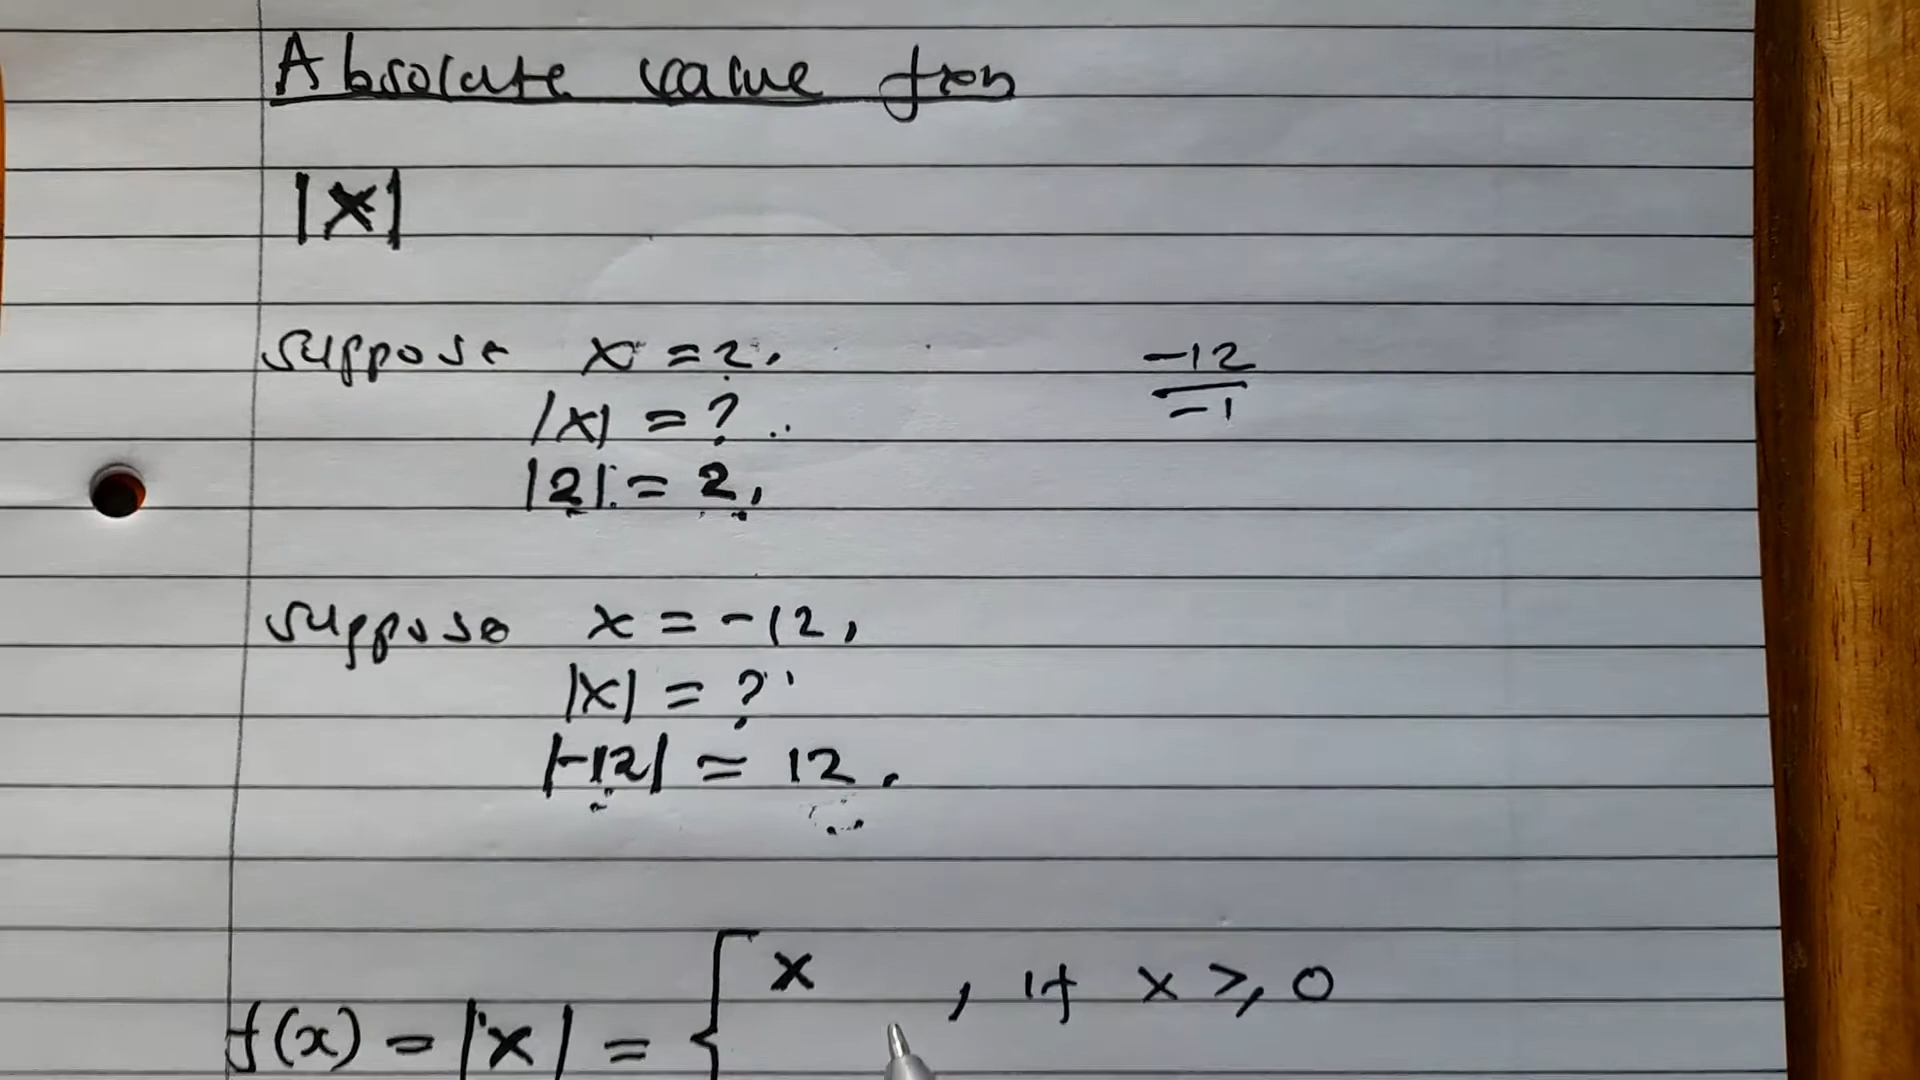 Absolute value fxn
|x|
suppose x = 2,
|x| = ?
|2| = 2,
-12
-1
suppose x = -12,
|x| = ?
|-12| = 12.
x , if x ≥ 0
f(x) = |x| = {